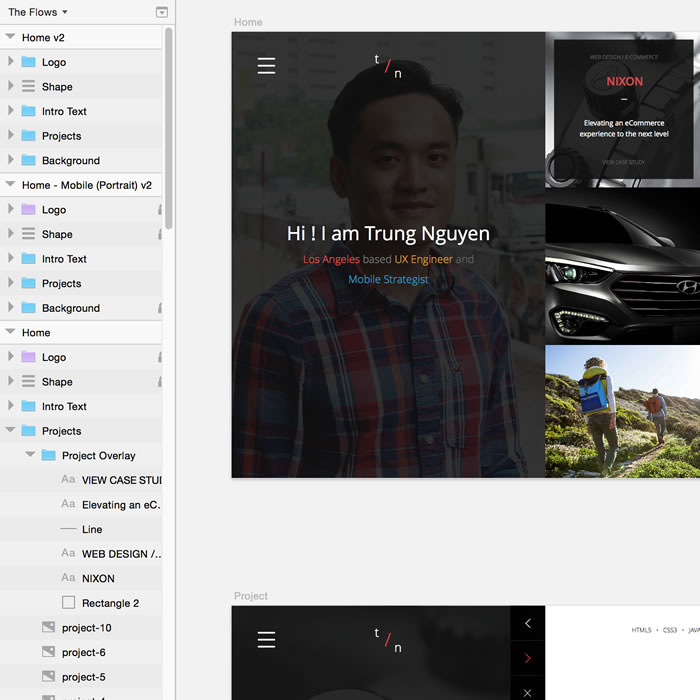 The Flows
Home v2
Logo
Shape
Intro Text
Projects
Background
Home - Mobile (Portrait) v2
Logo
Shape
Intro Text
Projects
Background
Home
Logo
Shape
Intro Text
Projects
Project Overlay
Aa VIEW CASE STUI
Aa Elevating an eC..
Line
Aa WEB DESIGN /..
Aa NIXON
Rectangle 2
project-10
project-6
project-5
Home
t / n
Hi ! I am Trung Nguyen
Los Angeles based UX Engineer and
Mobile Strategist
WEB DESIGN / E-COMMERCE
NIXON
Elevating an eCommerce
experience to the next level
VIEW CASE STUDY
Project
t / n
HTML5 • CSS3 • JAVA